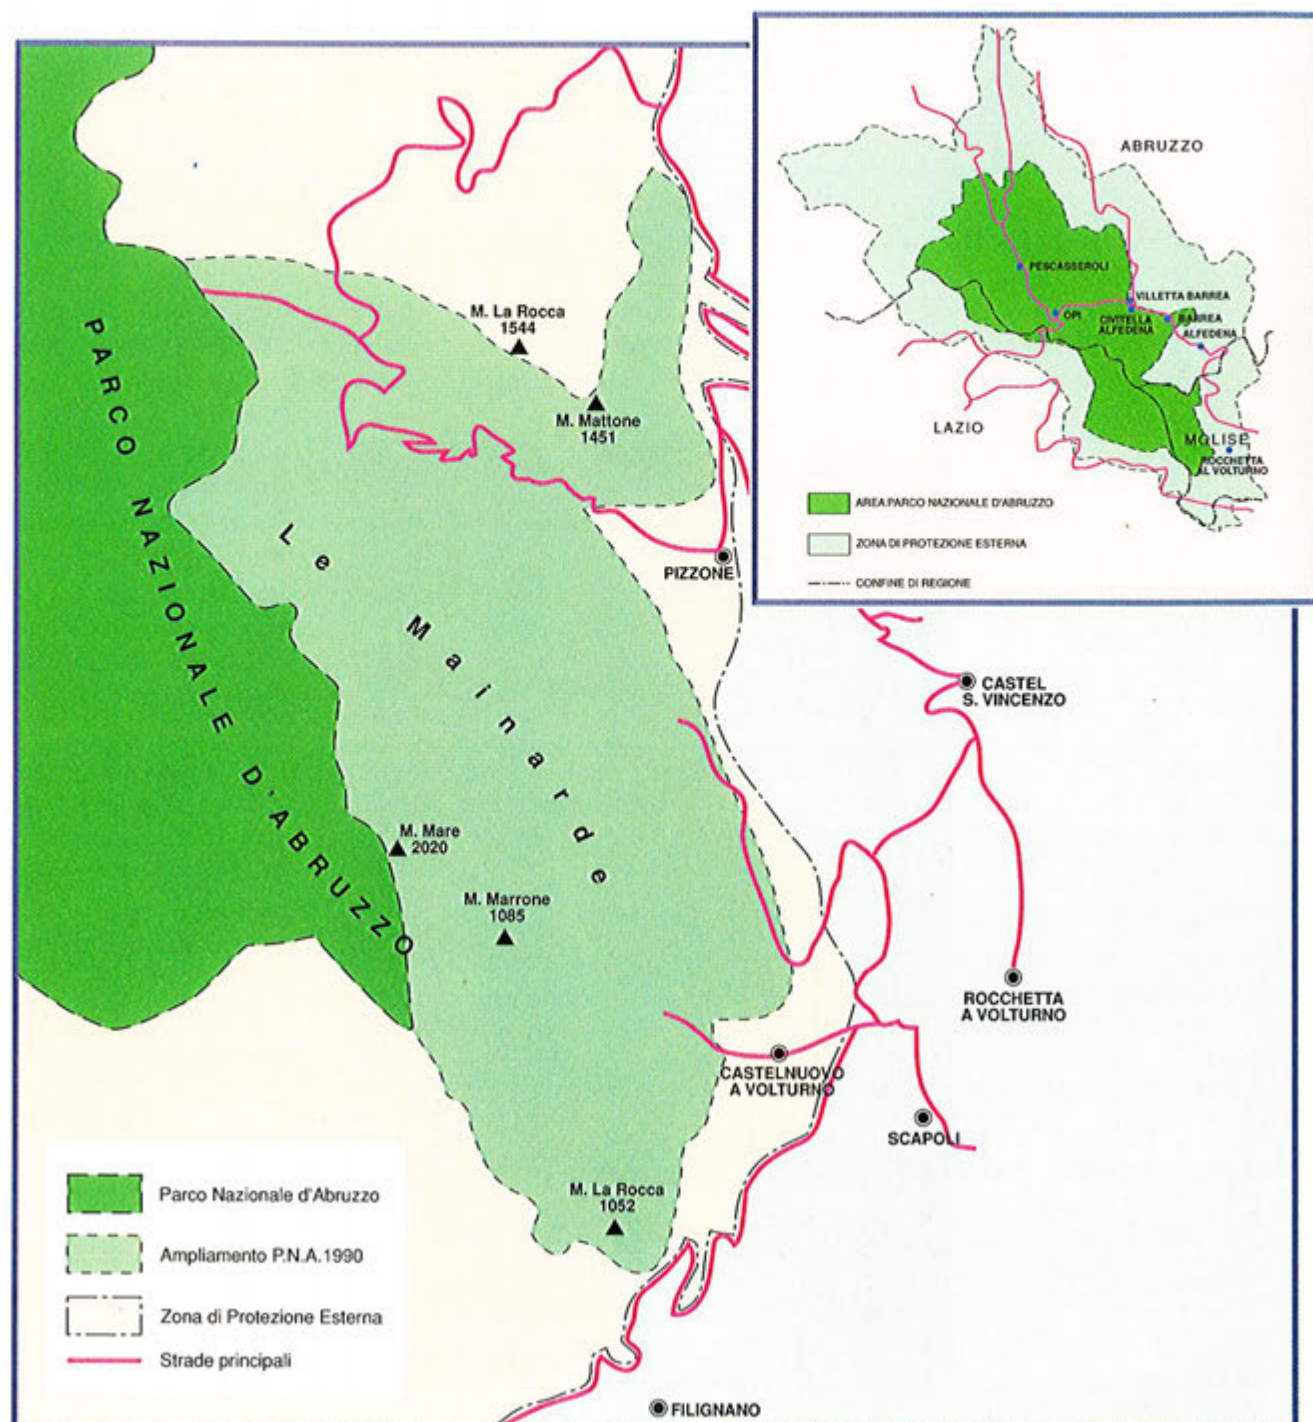 ABRUZZO
PESCASSEROLI
VILLETTA BARREA
OPI
CIVITELLA
ALFEDENA
BARREA
ALFEDENA
LAZIO
MOLISE
ROCCHETTA
AL VOLTURNO
AREA PARCO NAZIONALE D'ABRUZZO
ZONA DI PROTEZIONE ESTERNA
CONFINE DI REGIONE
PARCO NAZIONALE D'ABRUZZO
M. La Rocca
1544
M. Mattone
1451
Le Mainarde
PIZZONE
CASTEL
S. VINCENZO
M. Mare
2020
M. Marrone
1085
ROCCHETTA
A VOLTURNO
CASTELNUOVO
A VOLTURNO
SCAPOLI
M. La Rocca
1052
FILIGNANO
Parco Nazionale d'Abruzzo
Ampliamento P.N.A.1990
Zona di Protezione Esterna
Strade principali